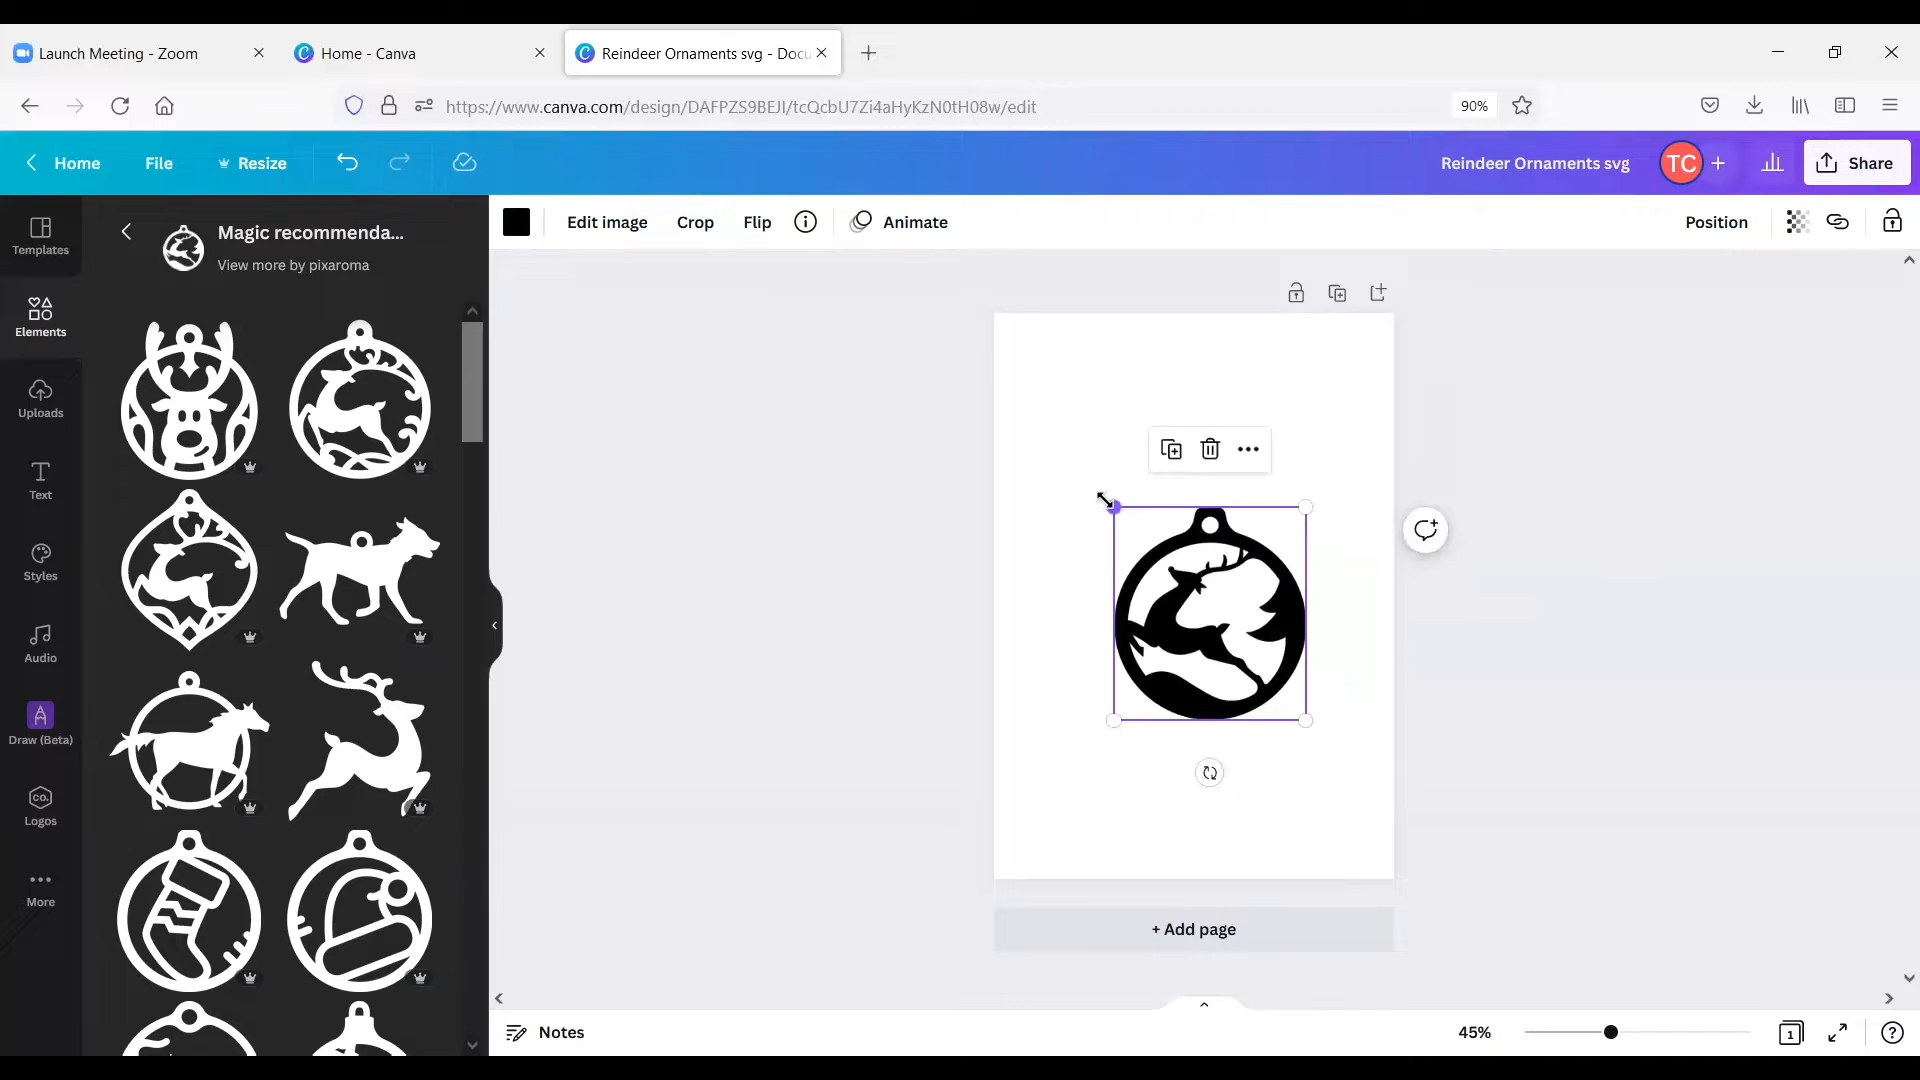 Launch Meeting - Zoom
Home - Canva
Reindeer Ornaments svg - Docu
https://www.canva.com/design/DAFPZS9BEJI/tcQcbU7Zi4aHyKzN0tH08w/edit
90%
Home
File
Resize
Reindeer Ornaments svg
TC
Share
Templates
Elements
Uploads
Text
Styles
Audio
Draw (Beta)
CO.
Logos
More
Magic recommenda...
View more by pixaroma
Edit image
Crop
Flip
Animate
Position
+ Add page
Notes
45%
1